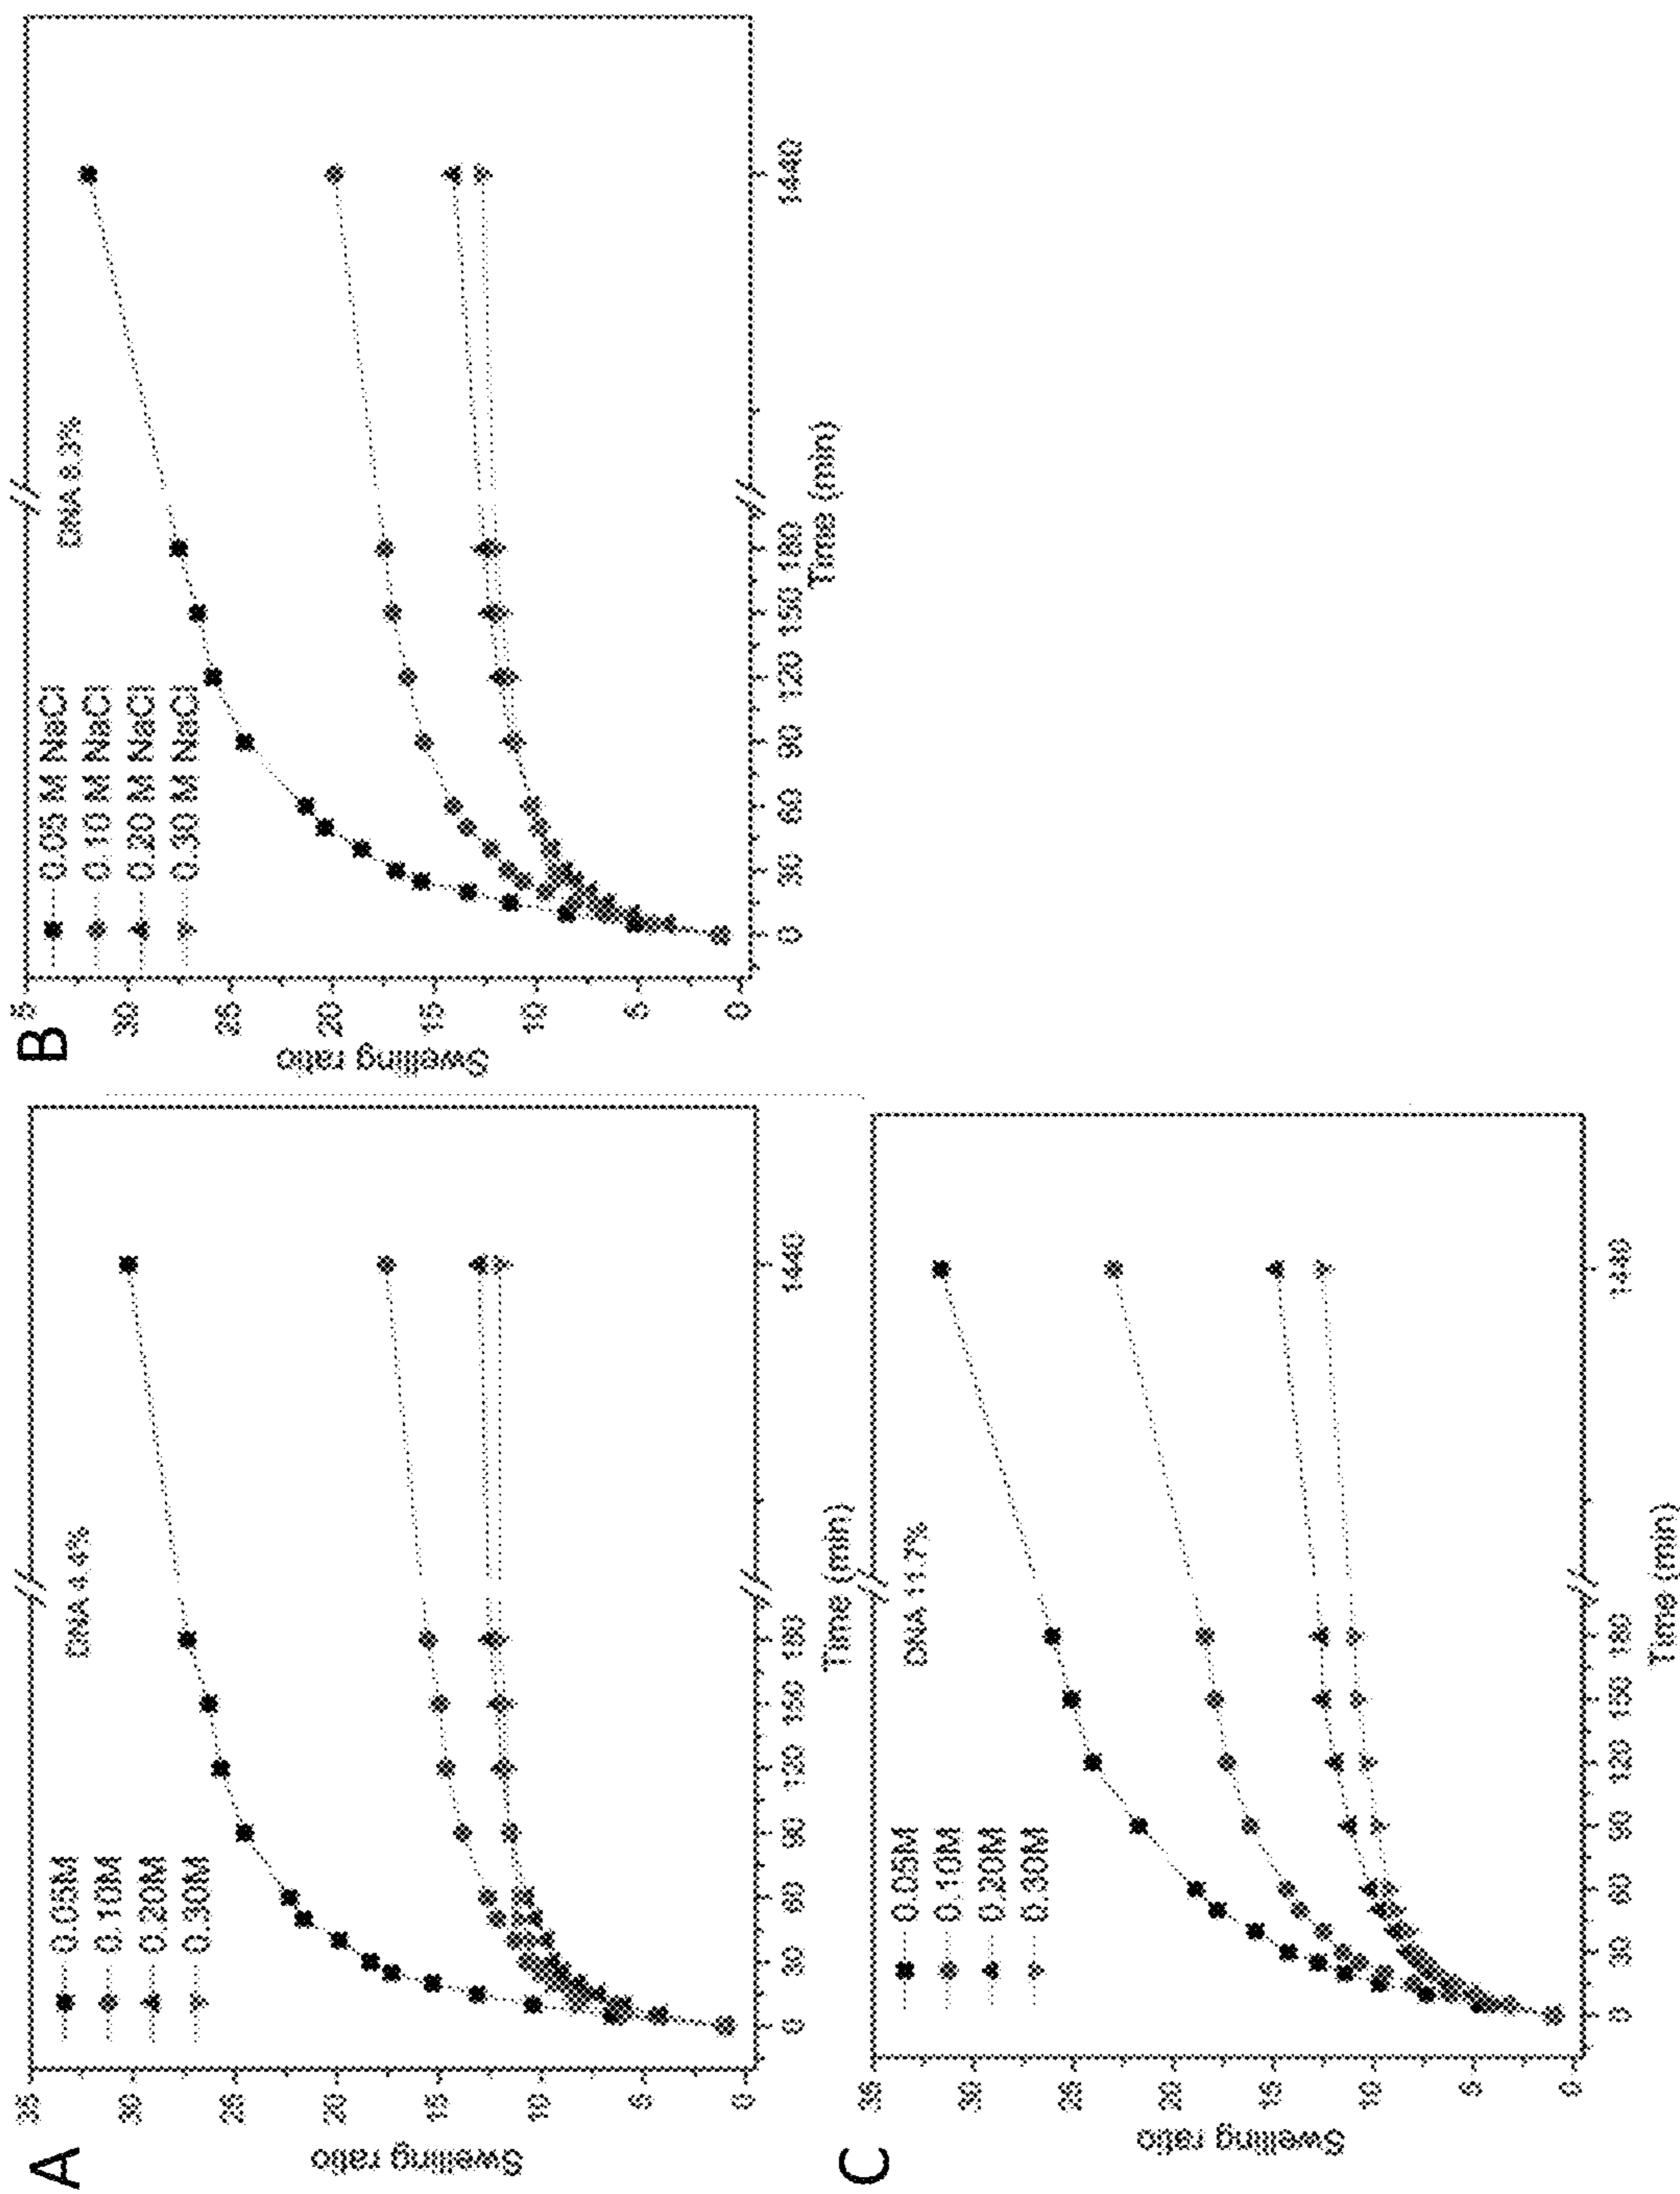 A
35
30
25
20
15
10
5
0
Swelling ratio
0.05M
0.10M
0.20M
0.30M
DNA 4.4%
0 30 60 90 120 150 180 1440
Time (min)
B
5
30
25
20
15
10
5
0
Swelling ratio
0.05 M NaCl
0.10 M NaCl
0.20 M NaCl
0.30 M NaCl
DNA 8.3%
0 30 60 90 120 150 180 1440
Time (min)
C
35
30
25
20
15
10
5
0
Swelling ratio
0.05M
0.10M
0.20M
0.30M
DNA 11.7%
0 30 60 90 120 150 180 1440
Time (min)